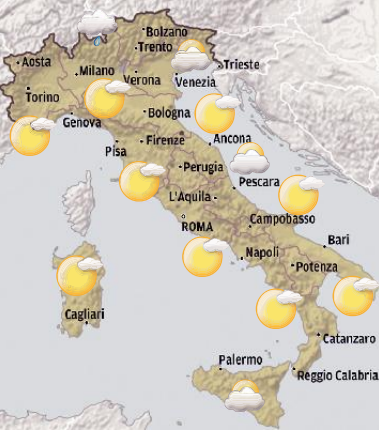 Bolzano
Trento
Aosta
Milano
Trieste
Verona
Venezia
Torino
Bologna
Genova
Ancona
Firenze
Pisa
Perugia
Pescara
L'Aquila
Campobasso
ROMA
Bari
Napoli
Potenza
Cagliari
Catanzaro
Palermo
Reggio Calabria